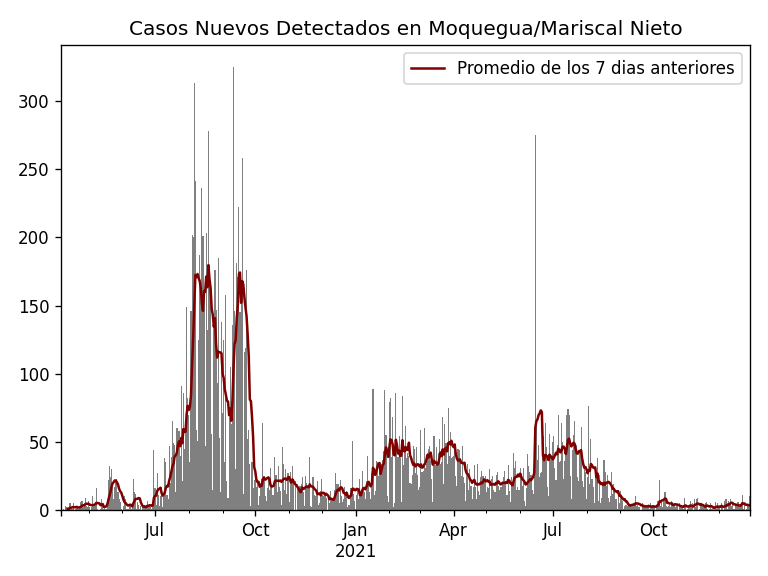 Casos Nuevos Detectados en Moquegua/Mariscal Nieto
Promedio de los 7 dias anteriores
300
250
200
150
100
50
0
Jul
Oct
Jan
Apr
Jul
Oct
2021